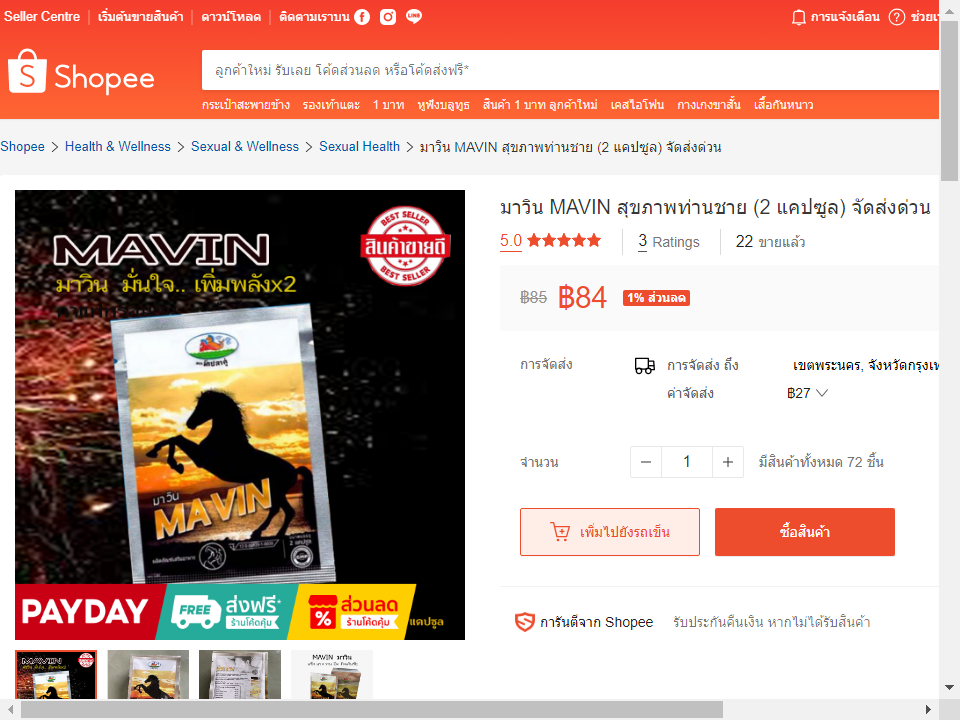 Seller Centre เริ่มต้นขายสินค้า ดาวน์โหลด ติดตามเราบน LINE การแจ้งเตือน ช่วยเ
Shopee
ลูกค้าใหม่ รับเลย โค้ดส่วนลด หรือโค้ดส่งฟรี*
กระเป๋าสะพายข้าง รองเท้าแตะ 1 บาท หูฟังบลูทูธ สินค้า 1 บาท ลูกค้าใหม่ เคสไอโฟน กางเกงขาสั้น เสื้อกันหนาว
Shopee Health & Wellness Sexual & Wellness Sexual Health มาวิน MAVIN สุขภาพท่านชาย (2 แคปซูล) จัดส่งด่วน
BEST SELLER
สินค้าขายดี
BEST SELLER
MAVIN
มาวิน มั่นใจ.. เพิ่มพลังx2
มาวิน
MAVIN
PAYDAY
FREE ส่งฟรี*
ร้านโค้ดคุ้ม
% ส่วนลด
ร้านโค้ดคุ้ม
แคปซูล
มาวิน MAVIN สุขภาพท่านชาย (2 แคปซูล) จัดส่งด่วน
5.0 3 Ratings 22 ขายแล้ว
฿85 ฿84 1% ส่วนลด
การจัดส่ง การจัดส่ง ถึง เขตพระนคร, จังหวัดกรุงเท
ค่าจัดส่ง ฿27
จำนวน 1 มีสินค้าทั้งหมด 72 ชิ้น
เพิ่มไปยังรถเข็น ซื้อสินค้า
การันตีจาก Shopee รับประกันคืนเงิน หากไม่ได้รับสินค้า
MAVIN
MAVIN มาวิน